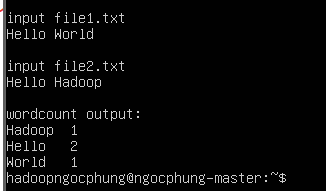 input file1.txt
Hello World
input file2.txt
Hello Hadoop
wordcount output:
Hadoop  1
Hello   2
World   1
hadoopngocphung@ngocphung-master:~$